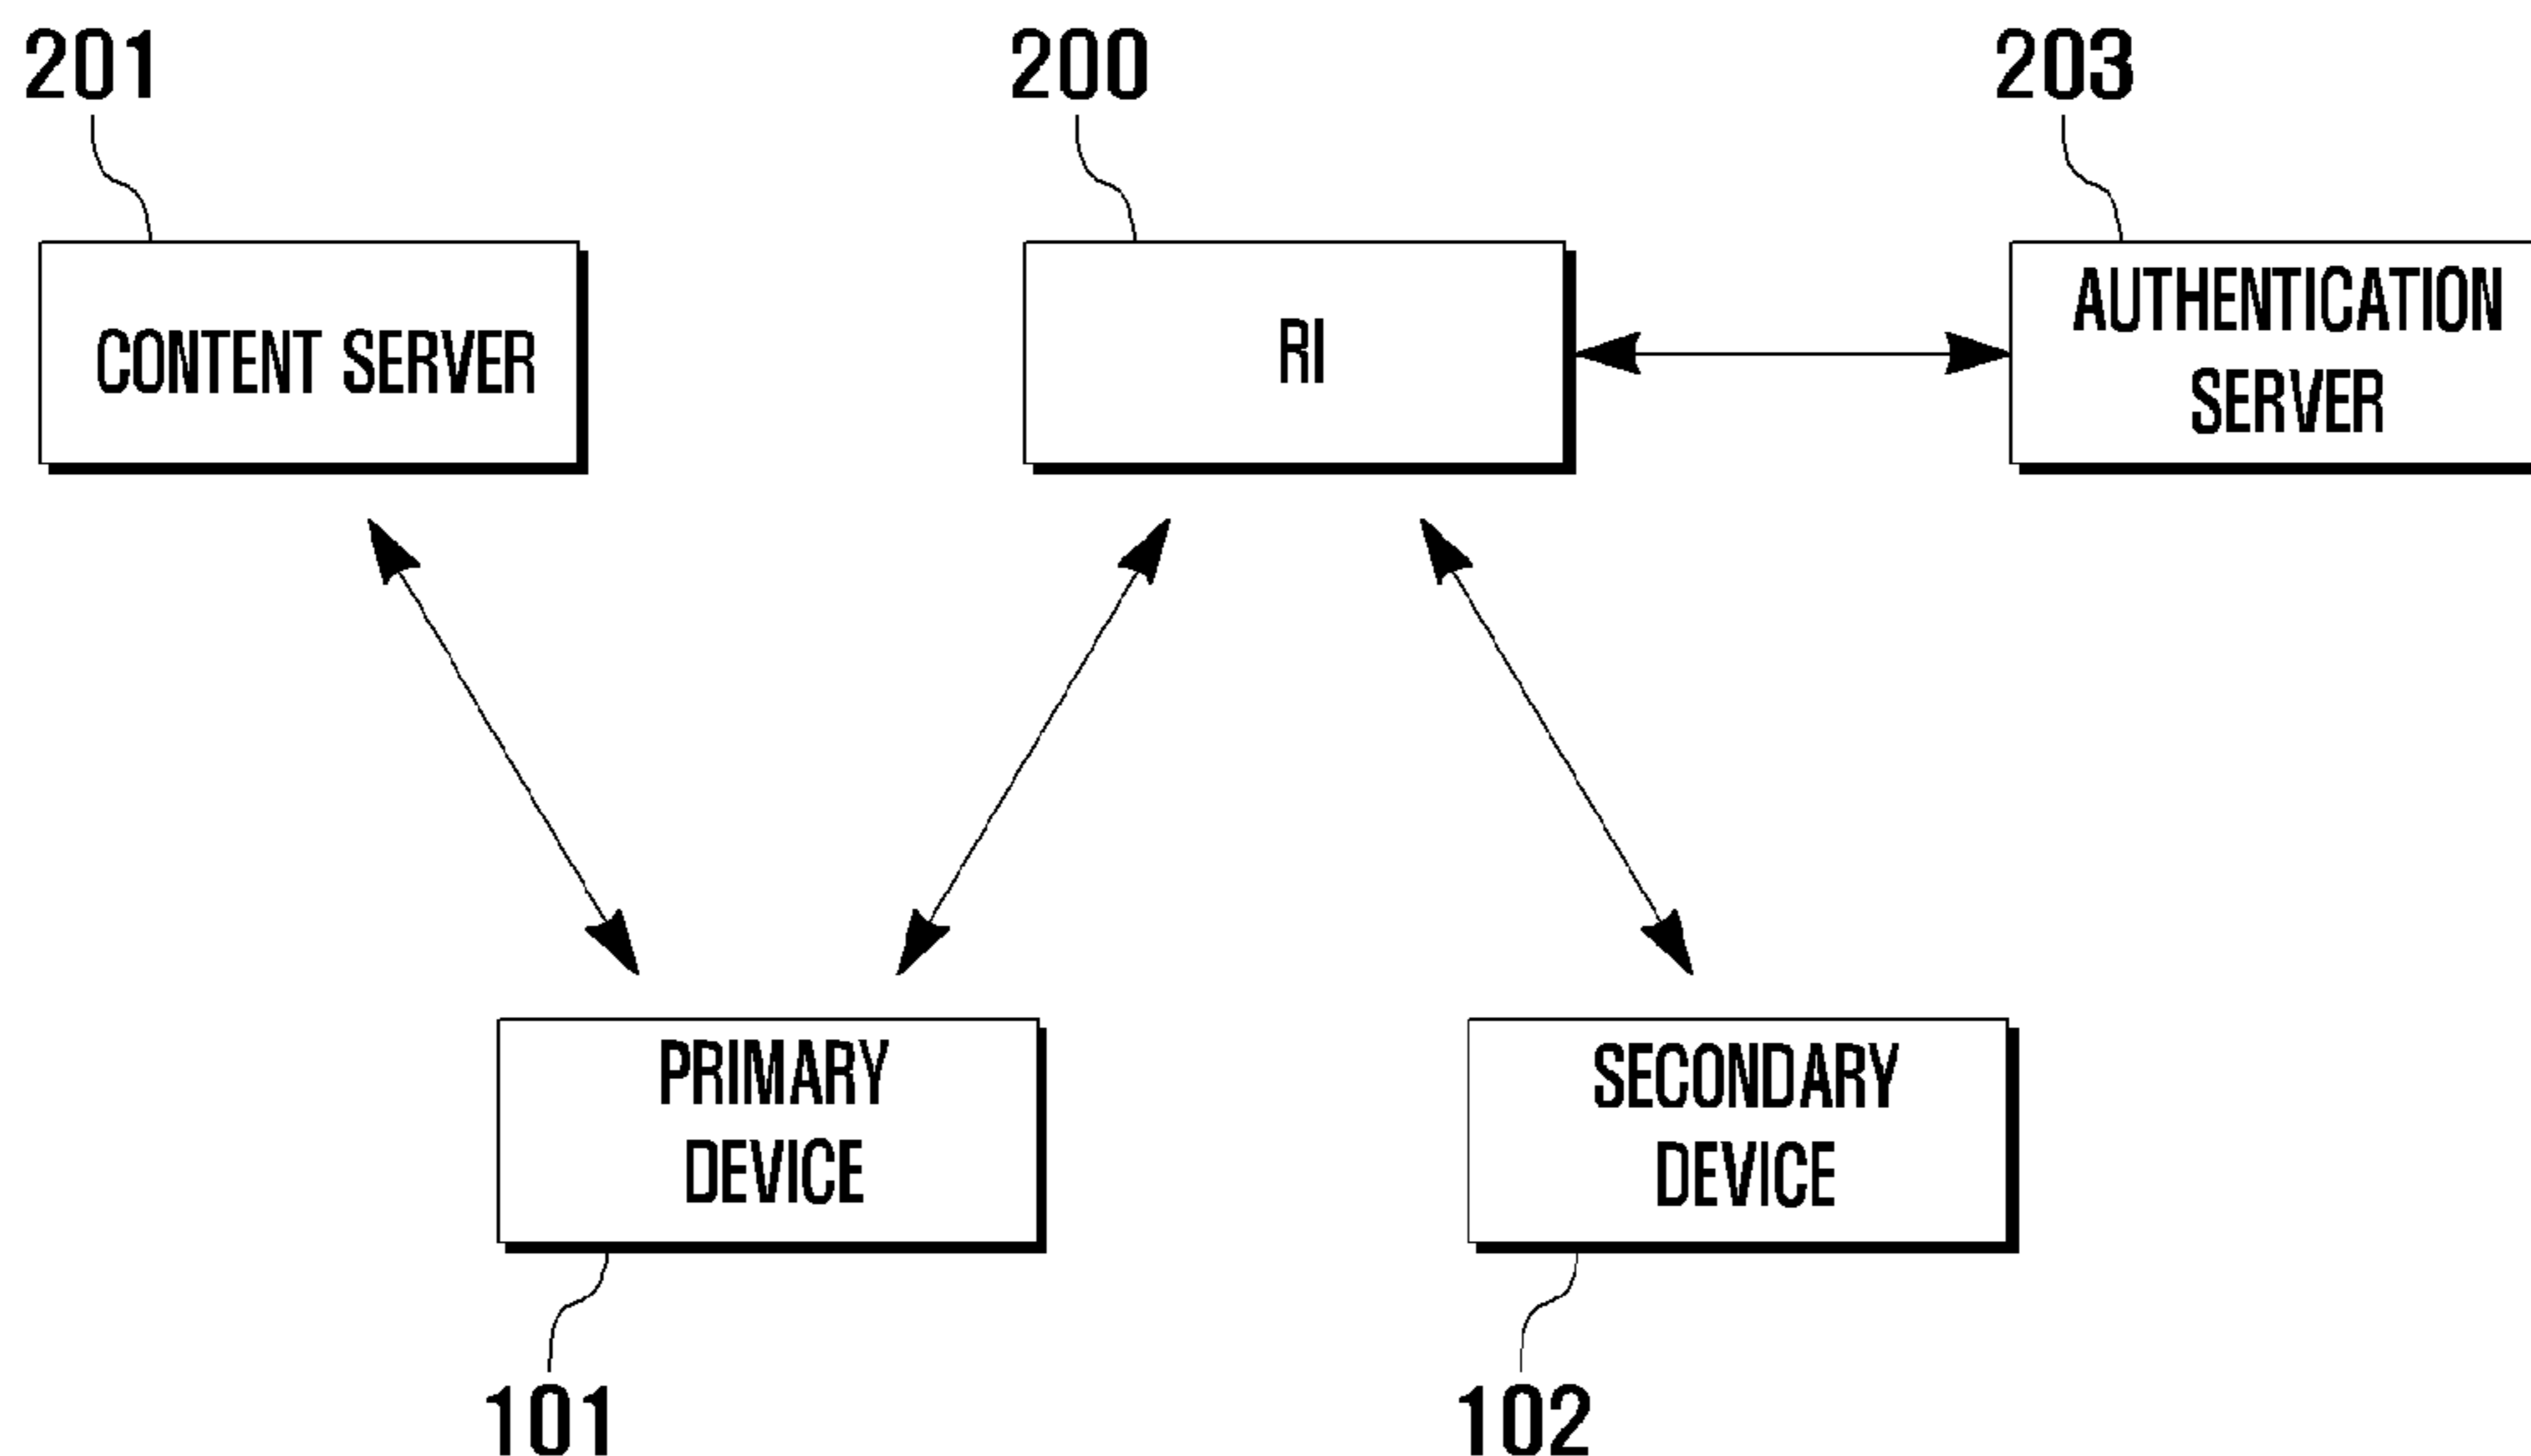 201
200
203
CONTENT SERVER
RI
AUTHENTICATION
SERVER
PRIMARY
DEVICE
SECONDARY
DEVICE
101
102